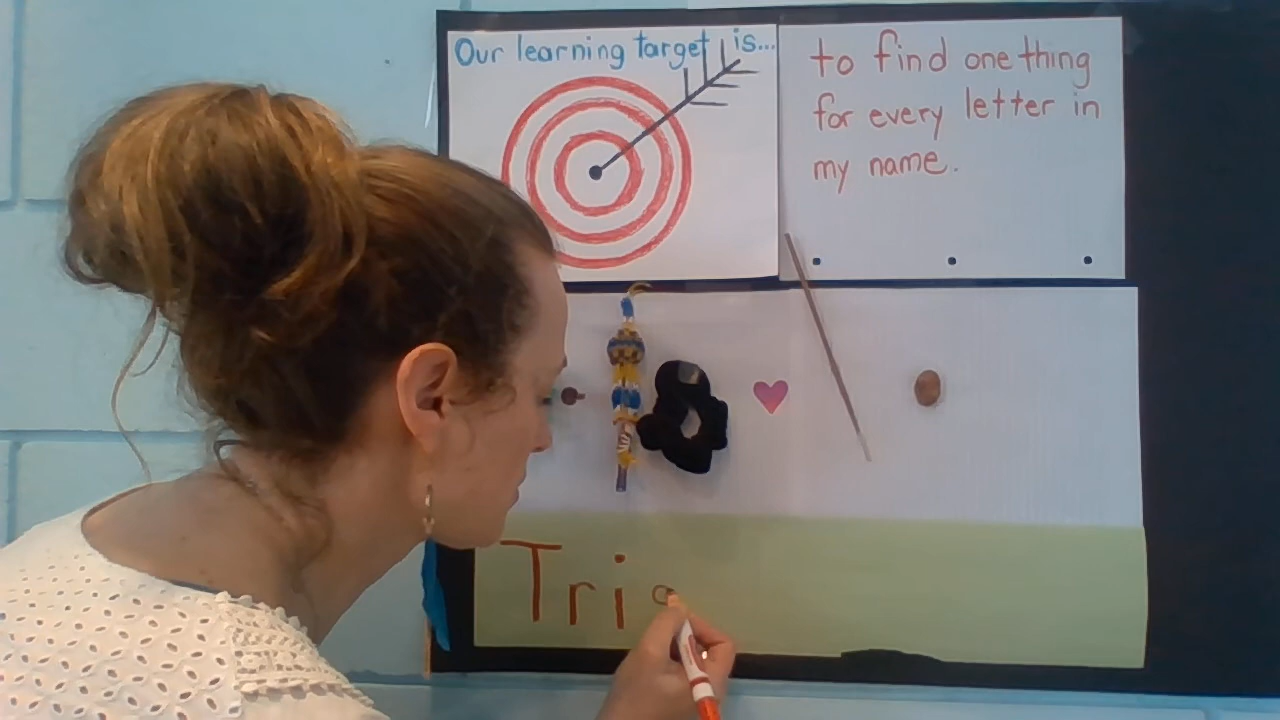 Our learning target is...
to find one thing
for every letter in
my name.
Tri